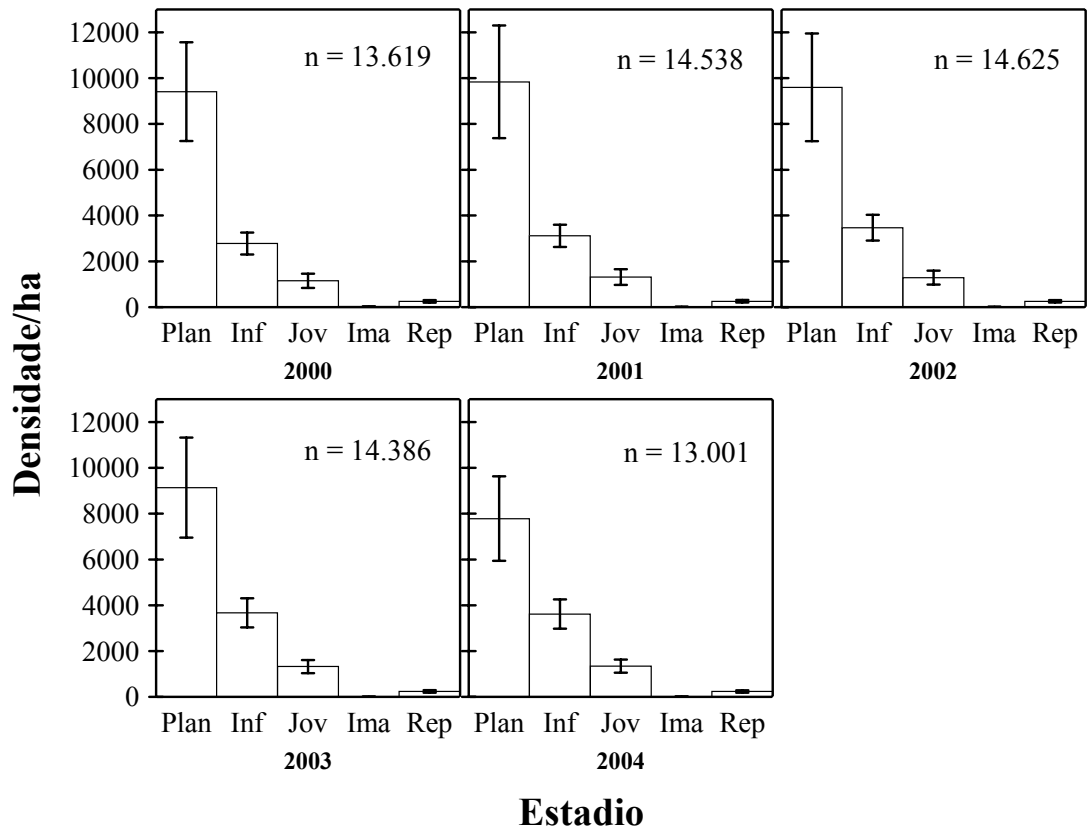 Densidade/ha
12000
10000
8000
6000
4000
2000
0
n = 13.619
Plan Inf Jov Ima Rep
2000
n = 14.538
Plan Inf Jov Ima Rep
2001
n = 14.625
Plan Inf Jov Ima Rep
2002
12000
10000
8000
6000
4000
2000
0
n = 14.386
Plan Inf Jov Ima Rep
2003
n = 13.001
Plan Inf Jov Ima Rep
2004
Estadio